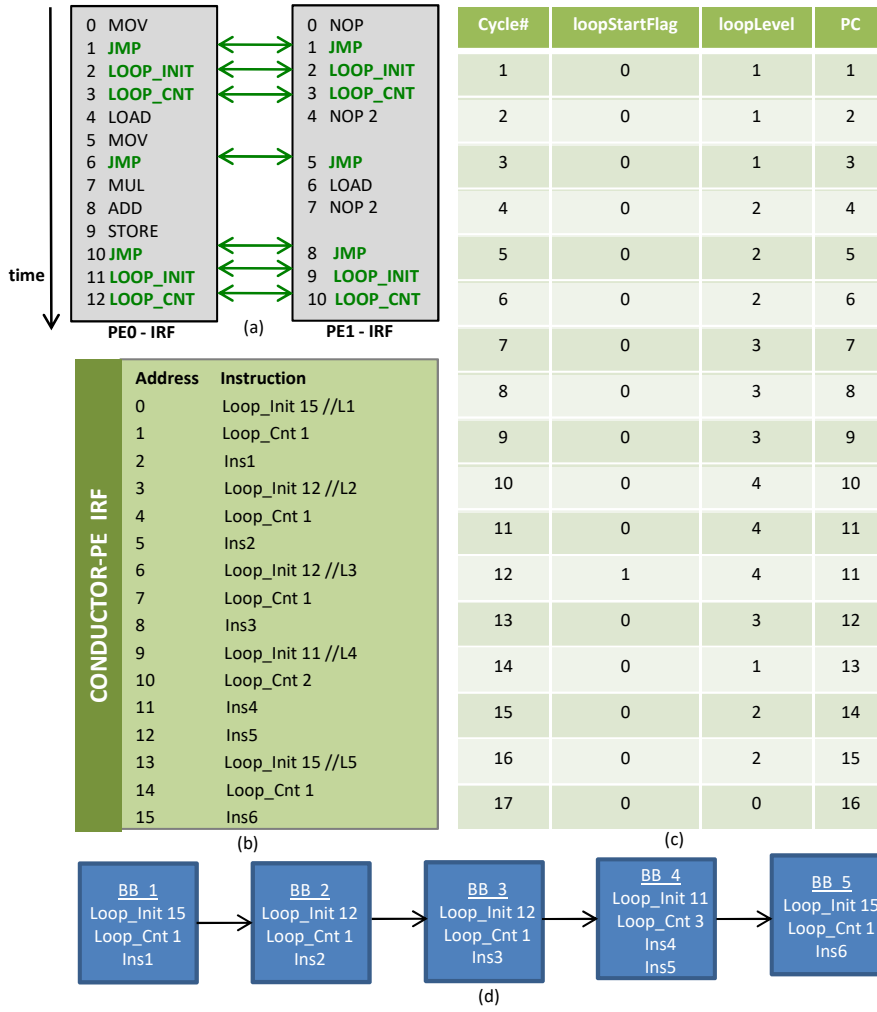 0 MOV
1 JMP
2 LOOP_INIT
3 LOOP_CNT
4 LOAD
5 MOV
6 JMP
7 MUL
8 ADD
9 STORE
10 JMP
11 LOOP_INIT
12 LOOP_CNT
PE0 - IRF
time
(a)
0 NOP
1 JMP
2 LOOP_INIT
3 LOOP_CNT
4 NOP 2
5 JMP
6 LOAD
7 NOP 2
8 JMP
9 LOOP_INIT
10 LOOP_CNT
PE1 - IRF
CONDUCTOR-PE IRF
Address Instruction
0 Loop_Init 15 //L1
1 Loop_Cnt 1
2 Ins1
3 Loop_Init 12 //L2
4 Loop_Cnt 1
5 Ins2
6 Loop_Init 12 //L3
7 Loop_Cnt 1
8 Ins3
9 Loop_Init 11 //L4
10 Loop_Cnt 2
11 Ins4
12 Ins5
13 Loop_Init 15 //L5
14 Loop_Cnt 1
15 Ins6
(b)
Cycle# loopStartFlag loopLevel PC
1 0 1 1
2 0 1 2
3 0 1 3
4 0 2 4
5 0 2 5
6 0 2 6
7 0 3 7
8 0 3 8
9 0 3 9
10 0 4 10
11 0 4 11
12 1 4 11
13 0 3 12
14 0 1 13
15 0 2 14
16 0 2 15
17 0 0 16
(c)
BB_1
Loop_Init 15
Loop_Cnt 1
Ins1
BB_2
Loop_Init 12
Loop_Cnt 1
Ins2
BB_3
Loop_Init 12
Loop_Cnt 1
Ins3
BB_4
Loop_Init 11
Loop_Cnt 3
Ins4
Ins5
BB_5
Loop_Init 15
Loop_Cnt 1
Ins6
(d)